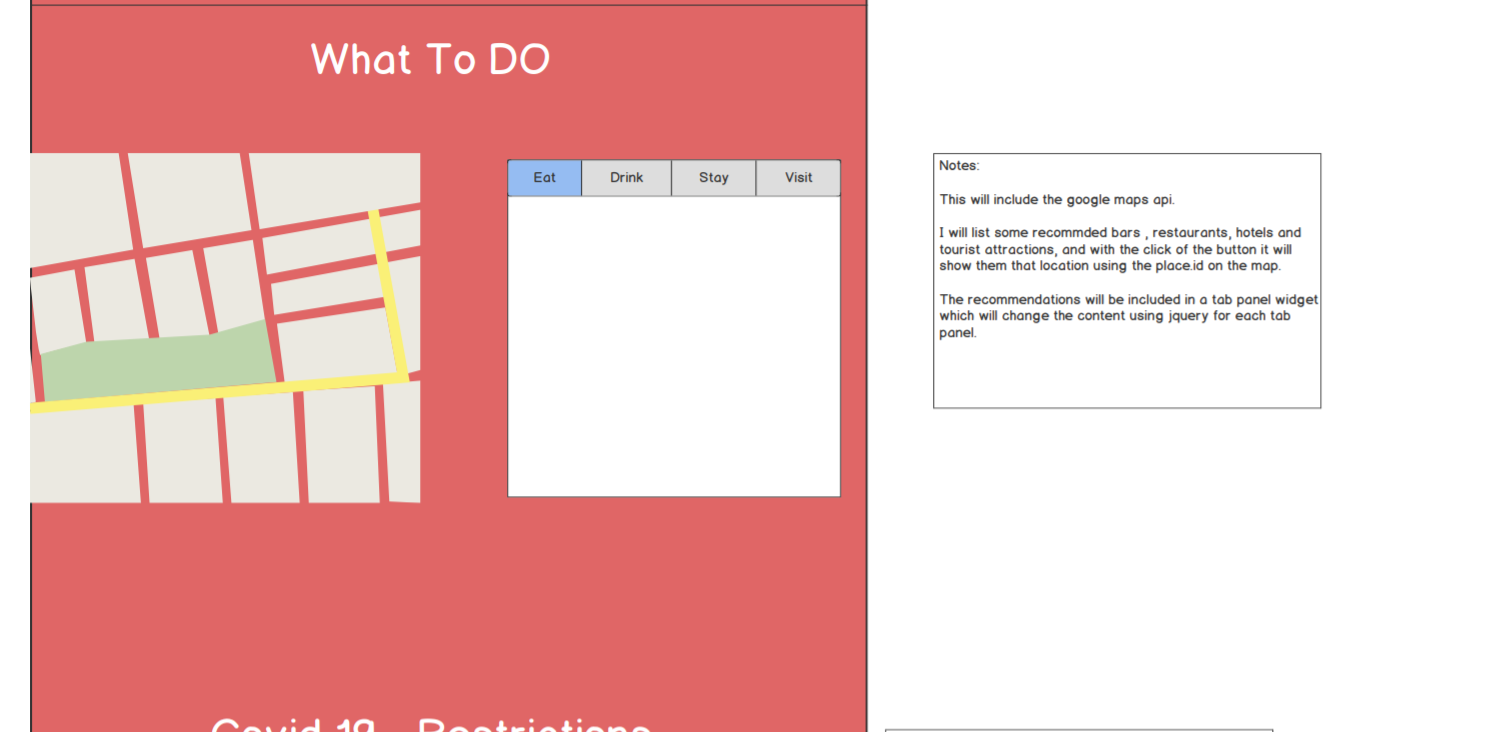 What To DO
Eat Drink Stay Visit
Notes:
This will include the google maps api.
I will list some recommded bars , restaurants, hotels and
tourist attractions, and with the click of the button it will
show them that location using the place.id on the map.
The recommendations will be included in a tab panel widget
which will change the content using jquery for each tab
panel.
Covid 19 Restrictions